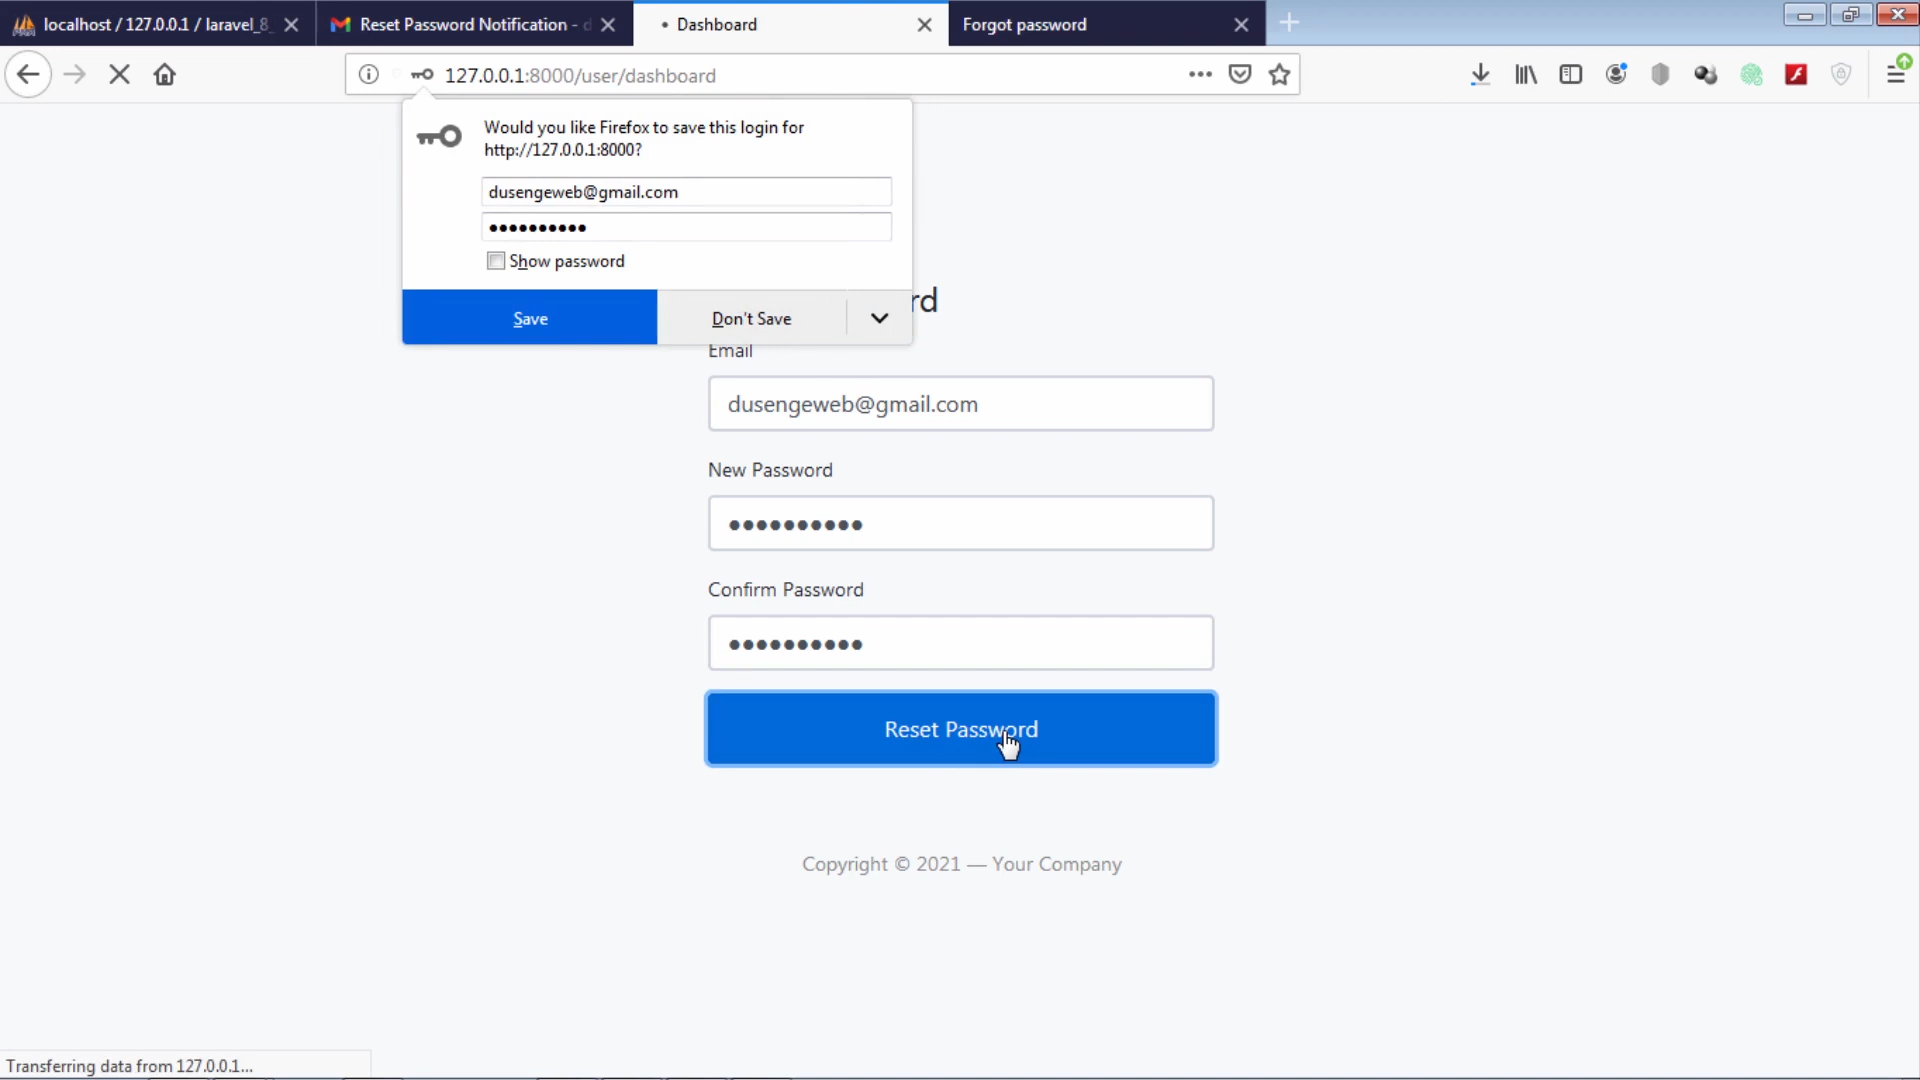 localhost / 127.0.0.1 / laravel_8_
Reset Password Notification -
Dashboard
Forgot password
127.0.0.1:8000/user/dashboard
Would you like Firefox to save this login for
http://127.0.0.1:8000?
dusengeweb@gmail.com
••••••••••
Show password
Save
Don't Save
rd
Email
dusengeweb@gmail.com
New Password
••••••••••
Confirm Password
••••••••••
Reset Password
Copyright © 2021 — Your Company
Transferring data from 127.0.0.1...